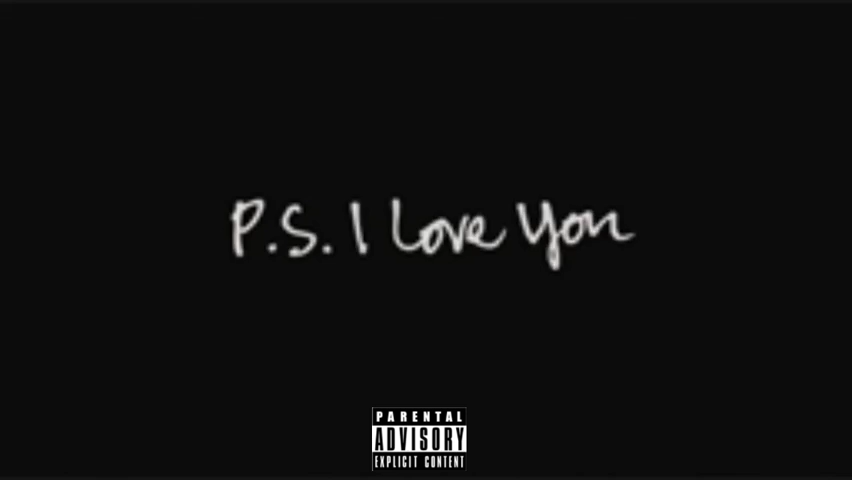 P.S. I Love You
PARENTAL
ADVISORY
EXPLICIT CONTENT